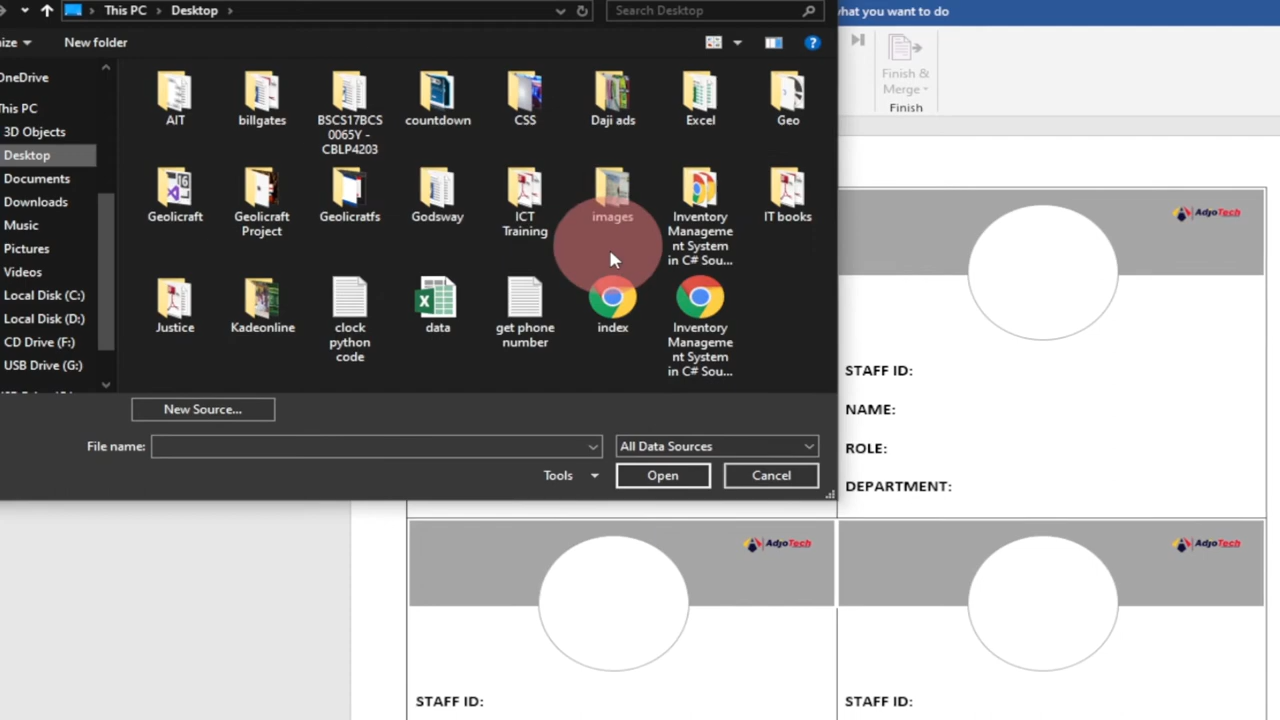 This PC > Desktop >
Search Desktop
what you want to do
ize
New folder
Finish &
Merge
Finish
OneDrive
This PC
3D Objects
Desktop
Documents
Downloads
Music
Pictures
Videos
Local Disk (C:)
Local Disk (D:)
CD Drive (F:)
USB Drive (G:)
AIT
billgates
BSCS17BCS
0065Y -
CBLP4203
countdown
CSS
Daji ads
Excel
Geo
Geolicraft
Geolicraft
Project
Geolicratfs
Godsway
ICT
Training
images
Inventory
Manageme
nt System
in C# Sou...
IT books
Justice
Kadeonline
clock
python
code
data
get phone
number
index
Inventory
Manageme
nt System
in C# Sou...
New Source...
File name:
All Data Sources
Tools
Open
Cancel
AdjoTech
STAFF ID:
NAME:
ROLE:
DEPARTMENT:
AdjoTech
AdjoTech
STAFF ID:
STAFF ID: